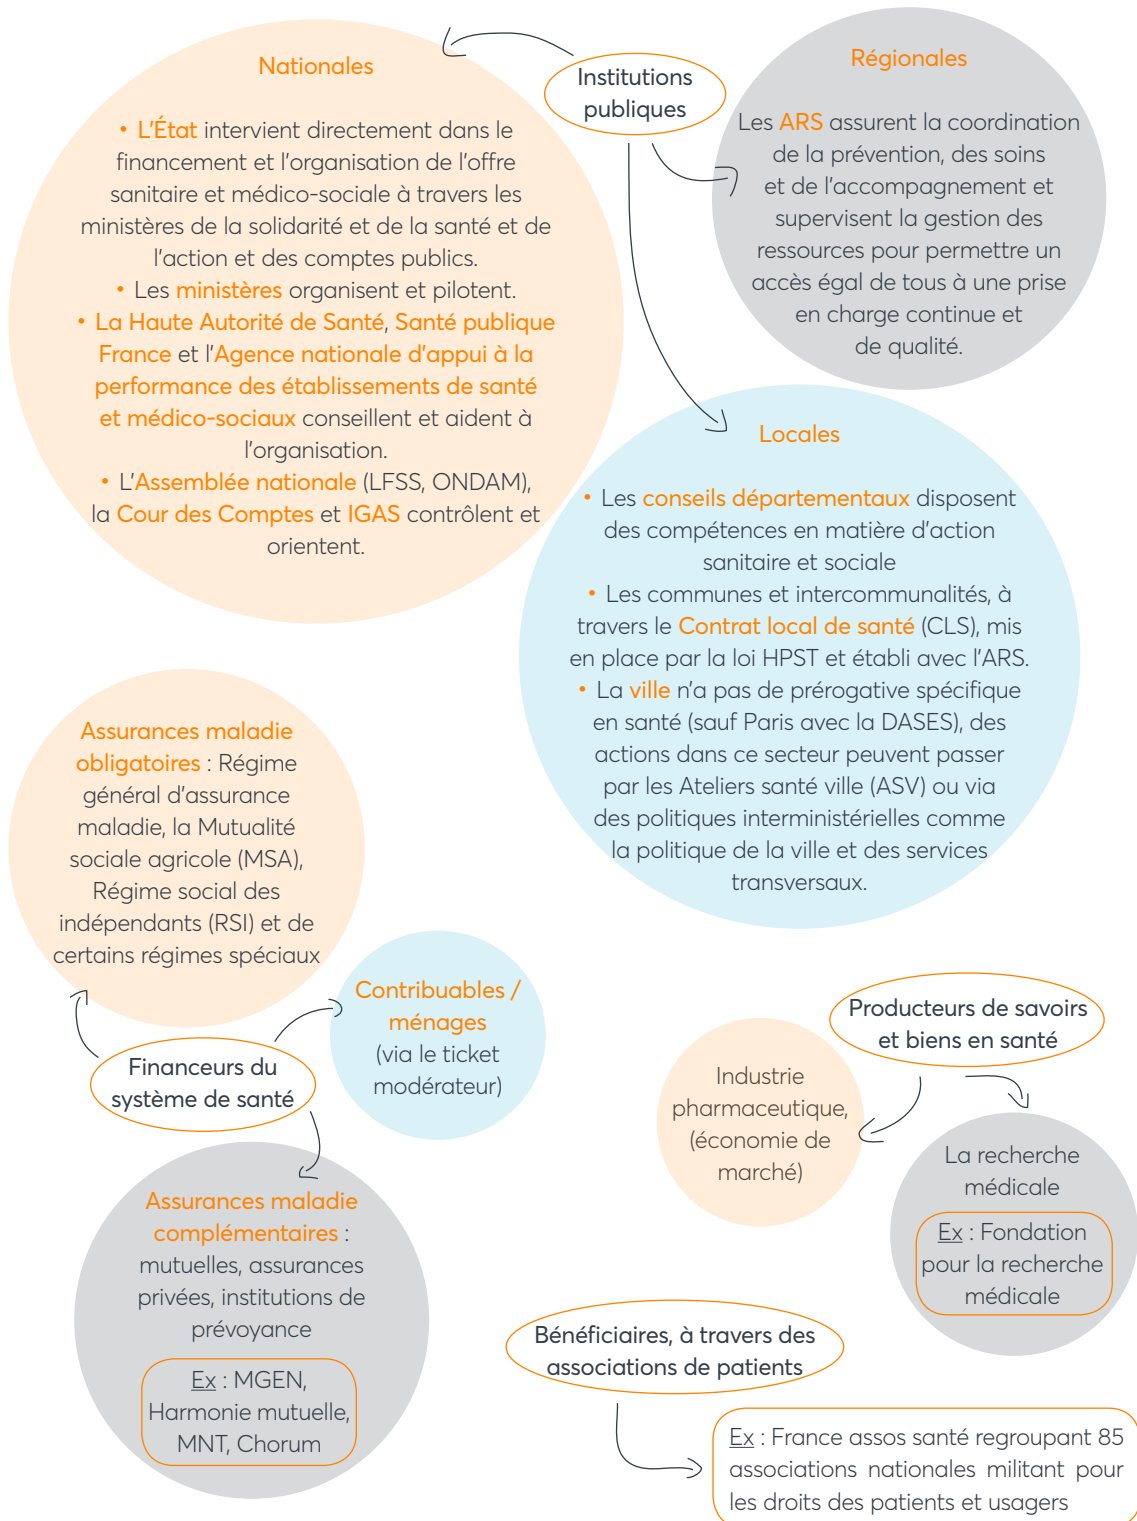 Institutions
publiques
Nationales
• L'État intervient directement dans le
financement et l'organisation de l'offre
sanitaire et médico-sociale à travers les
ministères de la solidarité et de la santé et de
l'action et des comptes publics.
• Les ministères organisent et pilotent.
• La Haute Autorité de Santé, Santé publique
France et l'Agence nationale d'appui à la
performance des établissements de santé
et médico-sociaux conseillent et aident à
l'organisation.
• L'Assemblée nationale (LFSS, ONDAM),
la Cour des Comptes et IGAS contrôlent et
orientent.
Régionales
Les ARS assurent la coordination
de la prévention, des soins
et de l'accompagnement et
supervisent la gestion des
ressources pour permettre un
accès égal de tous à une prise
en charge continue et
de qualité.
Locales
• Les conseils départementaux disposent
des compétences en matière d'action
sanitaire et sociale
• Les communes et intercommunalités, à
travers le Contrat local de santé (CLS), mis
en place par la loi HPST et établi avec l'ARS.
• La ville n'a pas de prérogative spécifique
en santé (sauf Paris avec la DASES), des
actions dans ce secteur peuvent passer
par les Ateliers santé ville (ASV) ou via
des politiques interministérielles comme
la politique de la ville et des services
transversaux.
Assurances maladie
obligatoires : Régime
général d'assurance
maladie, la Mutualité
sociale agricole (MSA),
Régime social des
indépendants (RSI) et de
certains régimes spéciaux
Financeurs du
système de santé
Contribuables /
ménages
(via le ticket
modérateur)
Assurances maladie
complémentaires :
mutuelles, assurances
privées, institutions de
prévoyance
Ex : MGEN,
Harmonie mutuelle,
MNT, Chorum
Producteurs de savoirs
et biens en santé
Industrie
pharmaceutique,
(économie de
marché)
La recherche
médicale
Ex : Fondation
pour la recherche
médicale
Bénéficiaires, à travers des
associations de patients
Ex : France assos santé regroupant 85
associations nationales militant pour
les droits des patients et usagers